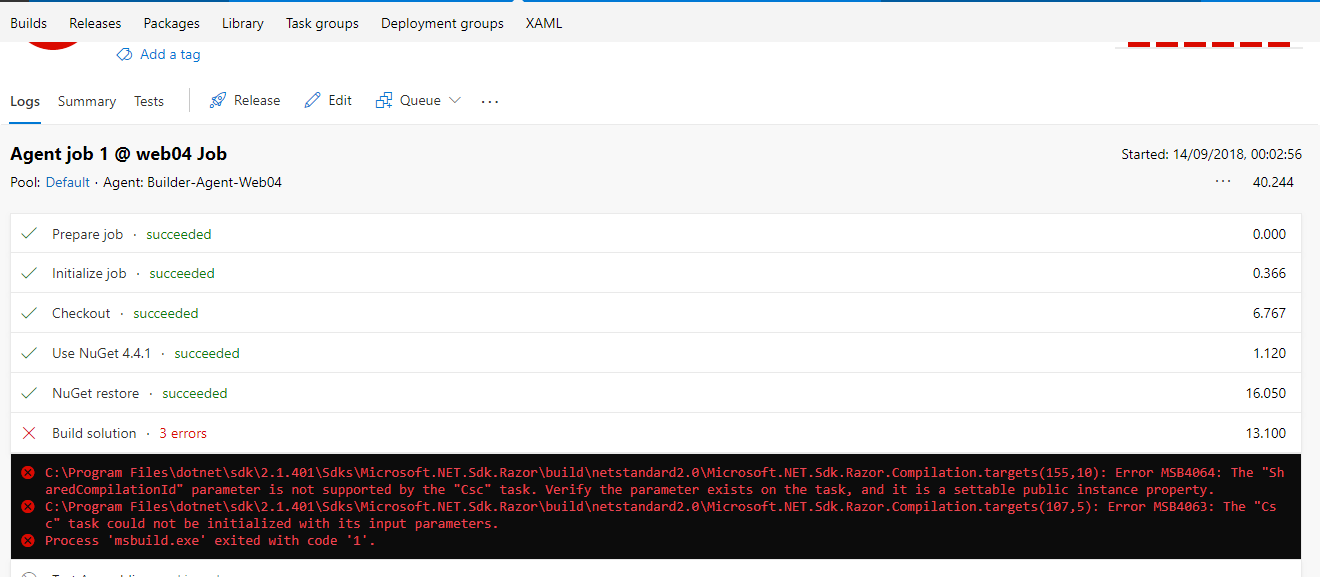 Builds Releases Packages Library Task groups Deployment groups XAML
Add a tag
Logs Summary Tests Release Edit Queue ...
Agent job 1 @ web04 Job Started: 14/09/2018, 00:02:56
Pool: Default · Agent: Builder-Agent-Web04 ... 40.244
Prepare job · succeeded 0.000
Initialize job · succeeded 0.366
Checkout · succeeded 6.767
Use NuGet 4.4.1 · succeeded 1.120
NuGet restore · succeeded 16.050
Build solution · 3 errors 13.100
C:\Program Files\dotnet\sdk\2.1.401\Sdks\Microsoft.NET.Sdk.Razor\build\netstandard2.0\Microsoft.NET.Sdk.Razor.Compilation.targets(155,10): Error MSB4064: The "Sh
aredCompilationId" parameter is not supported by the "Csc" task. Verify the parameter exists on the task, and it is a settable public instance property.
C:\Program Files\dotnet\sdk\2.1.401\Sdks\Microsoft.NET.Sdk.Razor\build\netstandard2.0\Microsoft.NET.Sdk.Razor.Compilation.targets(107,5): Error MSB4063: The "Cs
c" task could not be initialized with its input parameters.
Process 'msbuild.exe' exited with code '1'.